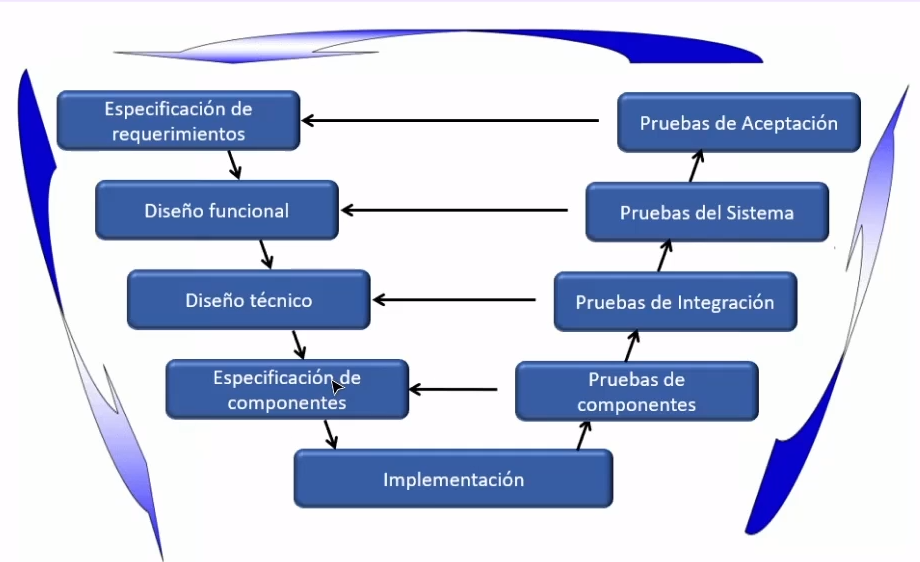 Especificación de
requerimientos
Pruebas de Aceptación
Diseño funcional
Pruebas del Sistema
Diseño técnico
Pruebas de Integración
Especificación de
componentes
Pruebas de
componentes
Implementación